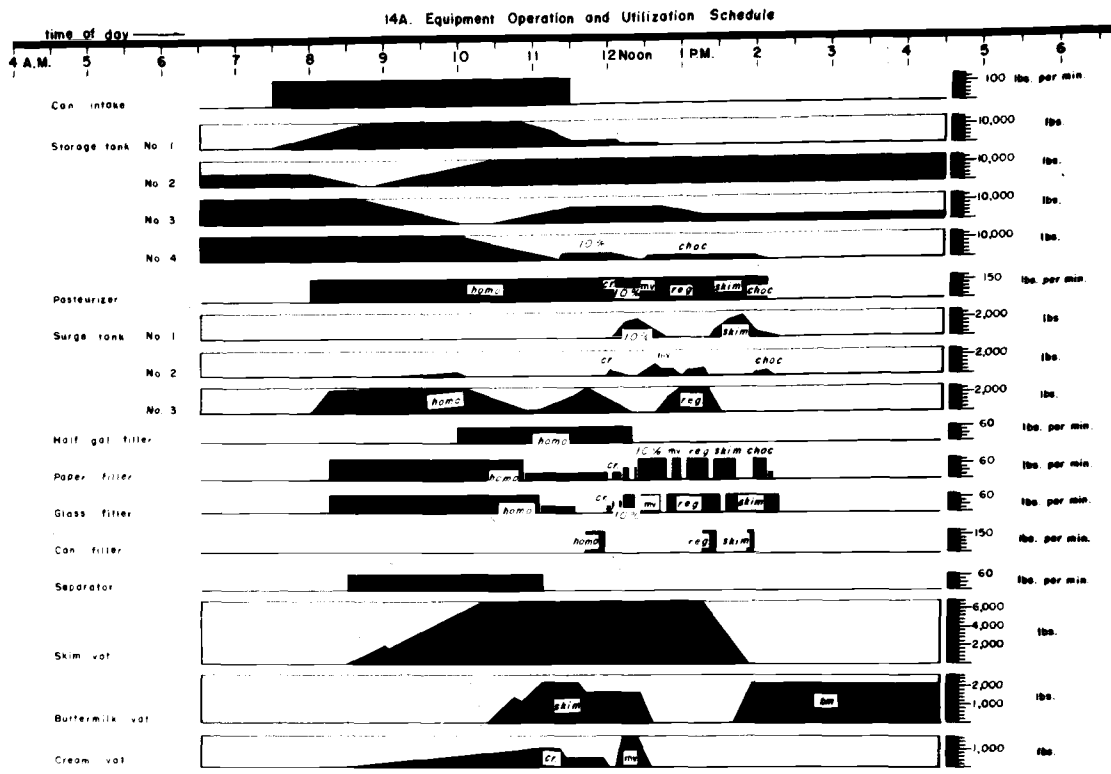 14A. Equipment Operation and Utilization Schedule
time of day
4 A.M. 5 6 7 8 9 10 11 12 Noon 1 P.M. 2 3 4 5 6
Can intake 100 lbs. per min.
Storage tank No 1 10,000 lbs.
No 2 10,000 lbs.
No 3 10,000 lbs.
10% choc
No 4 10,000 lbs.
Pasteurizer homo cr. 10% mv reg skim choc 150 lbs. per min.
Surge tank No 1 10% skim 2,000 lbs
No 2 cr. mv choc 2,000 lbs.
No. 3 homo reg 2,000 lbs.
Half gal filler homo 60 lbs. per min.
10% mv reg skim choc
Paper filler homo cr. 60 lbs. per min.
Glass filler homo cr. 10% mv reg skim 60 lbs. per min.
Can filler homo reg skim 150 lbs. per min.
Separator 60 lbs. per min.
6,000
4,000
2,000
Skim vat lbs.
2,000
1,000
Buttermilk vat skim bm lbs.
Cream vat cr. mv 1,000 lbs.